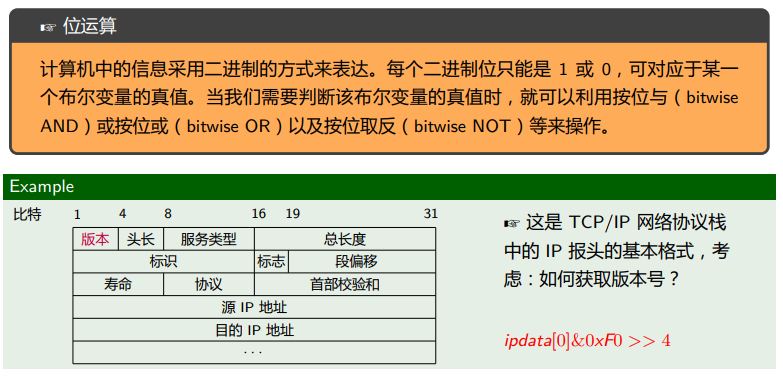 ☞ 位运算
计算机中的信息采用二进制的方式来表达。每个二进制位只能是 1 或 0，可对应于某一
个布尔变量的真值。当我们需要判断该布尔变量的真值时，就可以利用按位与（bitwise
AND）或按位或（bitwise OR）以及按位取反（bitwise NOT）等来操作。
Example
比特 1 4 8 16 19 31
版本 头长 服务类型 总长度
标识 标志 段偏移
寿命 协议 首部校验和
源 IP 地址
目的 IP 地址
···
☞ 这是 TCP/IP 网络协议栈
中的 IP 报头的基本格式，考
虑：如何获取版本号？
ipdata[0]&0xF0 >> 4